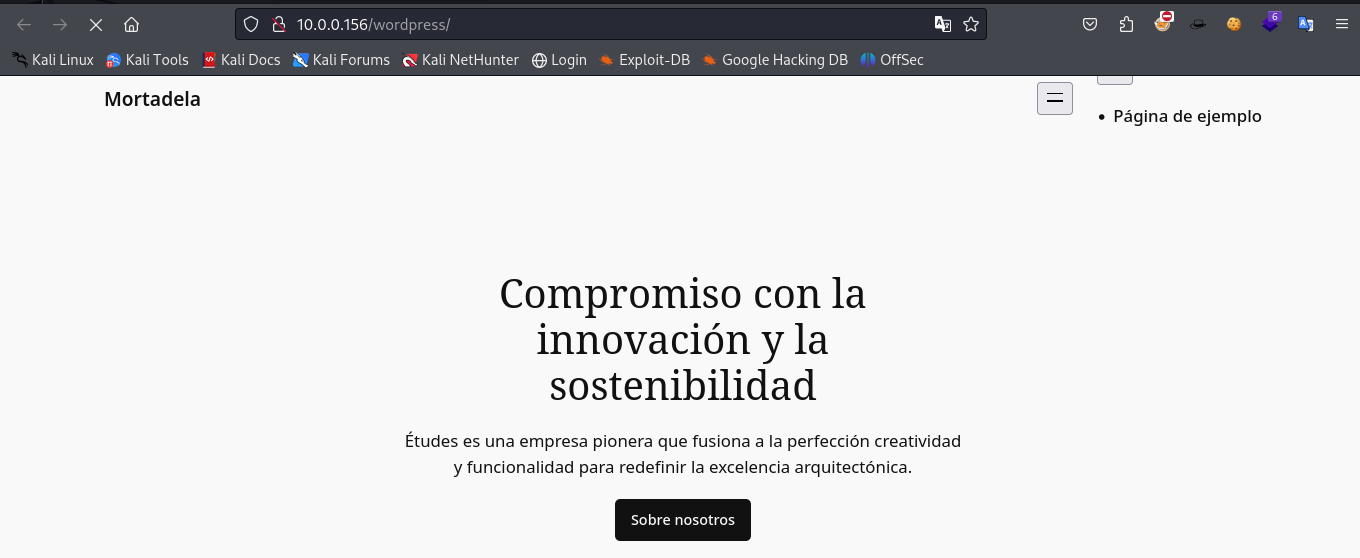 10.0.0.156/wordpress/
6
Kali Linux Kali Tools Kali Docs Kali Forums Kali NetHunter Login Exploit-DB Google Hacking DB OffSec
Mortadela
• Página de ejemplo
Compromiso con la
innovación y la
sostenibilidad
Études es una empresa pionera que fusiona a la perfección creatividad
y funcionalidad para redefinir la excelencia arquitectónica.
Sobre nosotros